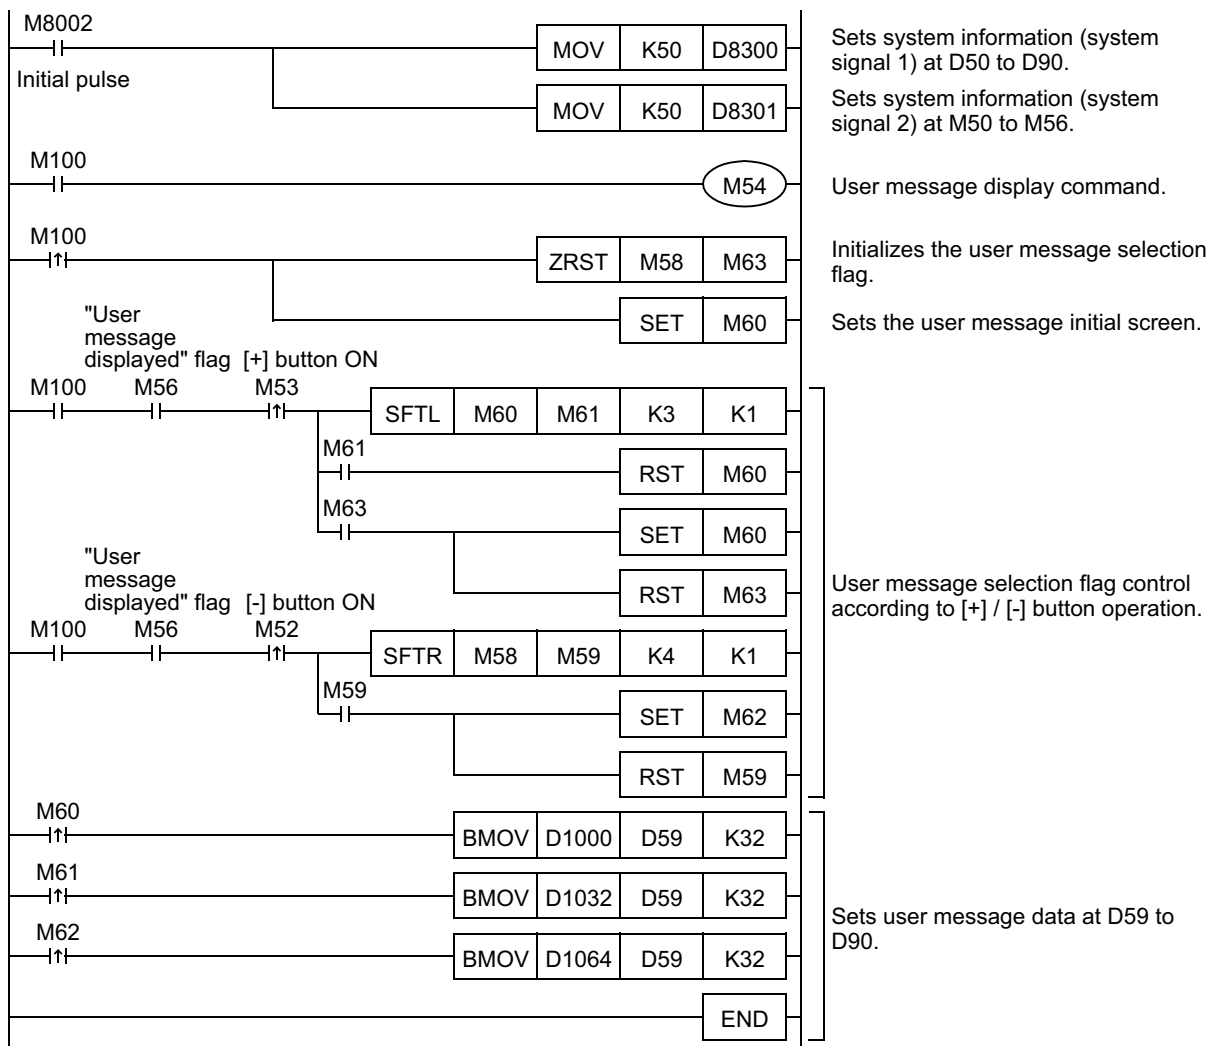 M8002
MOV K50 D8300
Sets system information (system
signal 1) at D50 to D90.
Initial pulse
MOV K50 D8301
Sets system information (system
signal 2) at M50 to M56.
M100
M54
User message display command.
M100
ZRST M58 M63
Initializes the user message selection
flag.
SET M60
Sets the user message initial screen.
"User
message
displayed" flag [+] button ON
M100 M56 M53
SFTL M60 M61 K3 K1
M61
RST M60
M63
SET M60
RST M63
User message selection flag control
according to [+] / [-] button operation.
"User
message
displayed" flag [-] button ON
M100 M56 M52
SFTR M58 M59 K4 K1
M59
SET M62
RST M59
M60
BMOV D1000 D59 K32
M61
BMOV D1032 D59 K32
Sets user message data at D59 to
D90.
M62
BMOV D1064 D59 K32
END